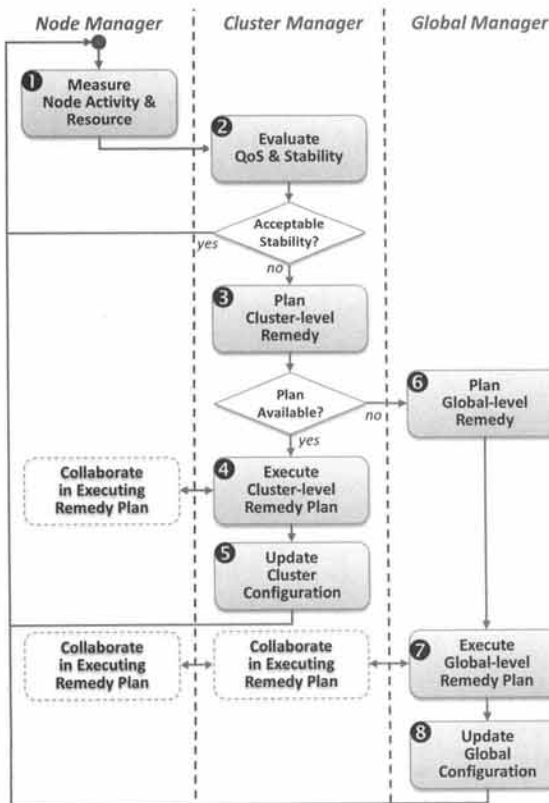 Node Manager
Cluster Manager
Global Manager
1
Measure
Node Activity &
Resource
2
Evaluate
QoS & Stability
Acceptable
Stability?
yes
no
3
Plan
Cluster-level
Remedy
Plan
Available?
no
yes
6
Plan
Global-level
Remedy
Collaborate
in Executing
Remedy Plan
4
Execute
Cluster-level
Remedy Plan
5
Update
Cluster
Configuration
Collaborate
in Executing
Remedy Plan
Collaborate
in Executing
Remedy Plan
7
Execute
Global-level
Remedy Plan
8
Update
Global
Configuration